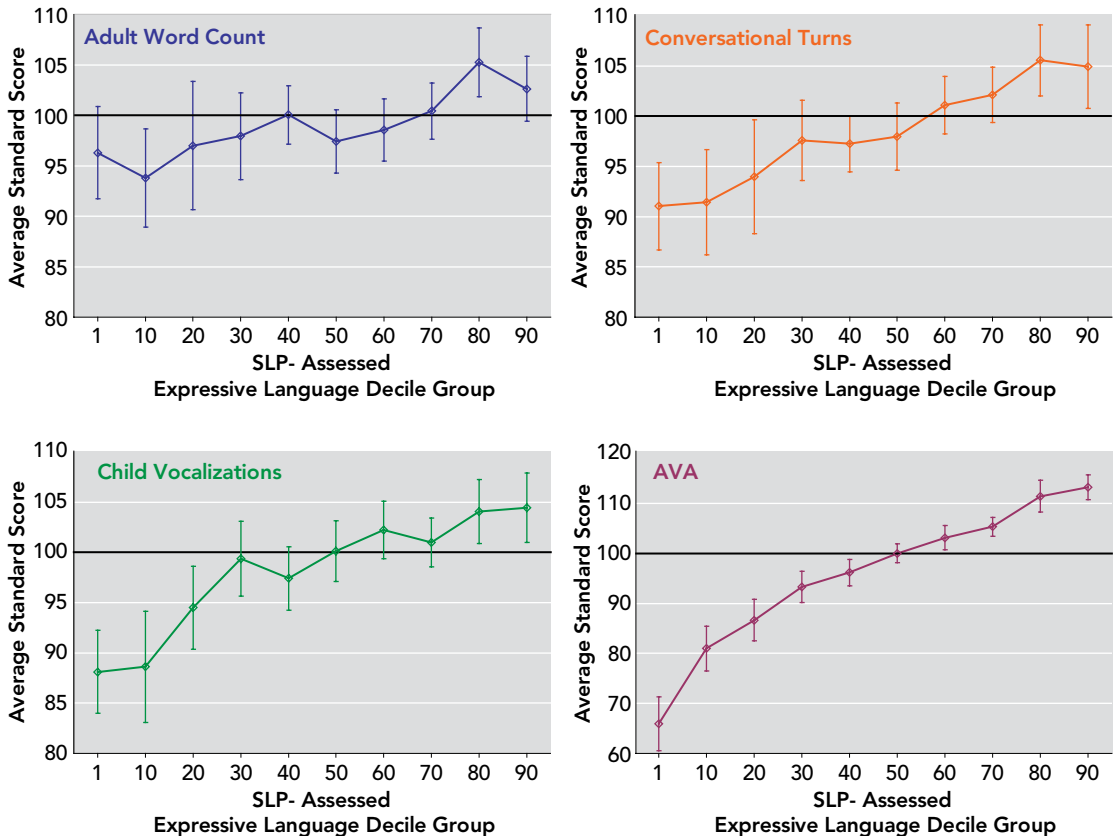 Adult Word Count
Average Standard Score
110
105
100
95
90
85
80
1 10 20 30 40 50 60 70 80 90
SLP- Assessed
Expressive Language Decile Group
Conversational Turns
Average Standard Score
110
105
100
95
90
85
80
1 10 20 30 40 50 60 70 80 90
SLP- Assessed
Expressive Language Decile Group
Child Vocalizations
Average Standard Score
110
105
100
95
90
85
80
1 10 20 30 40 50 60 70 80 90
SLP- Assessed
Expressive Language Decile Group
AVA
Average Standard Score
120
110
100
90
80
70
60
1 10 20 30 40 50 60 70 80 90
SLP- Assessed
Expressive Language Decile Group